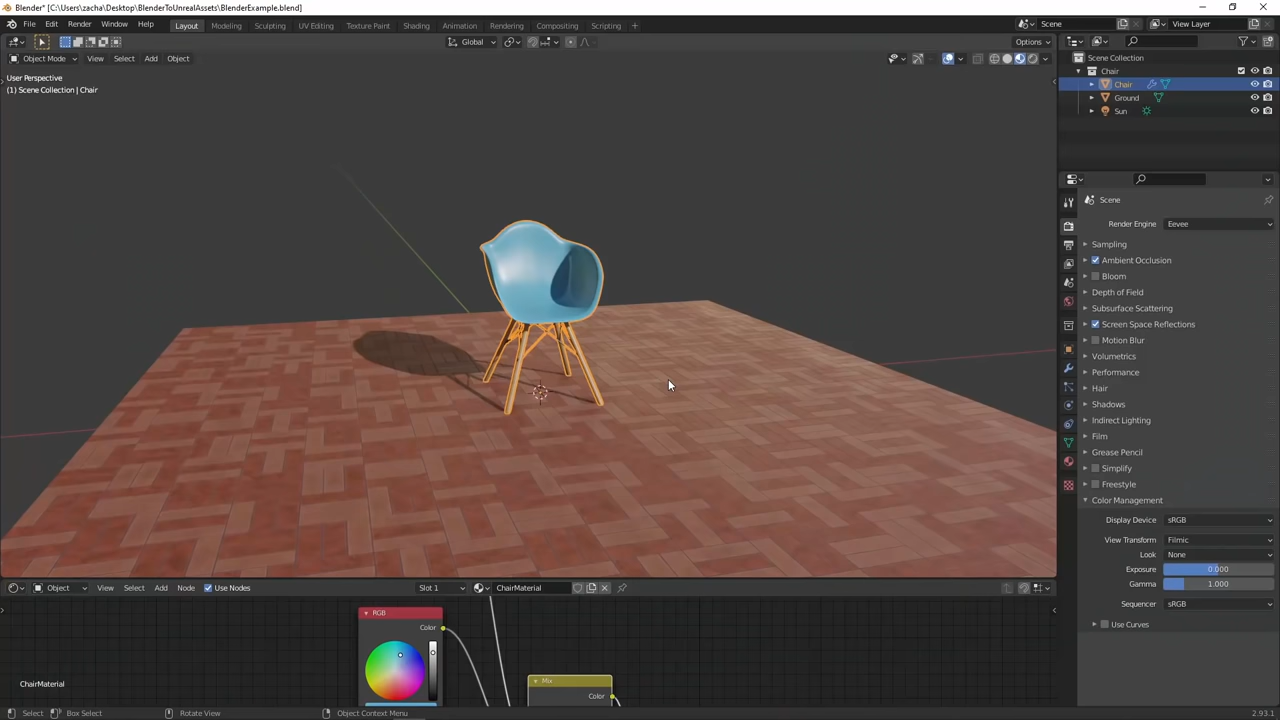 Blender* [C:\Users\zacha\Desktop\BlenderToUnrealAssets\BlenderExample.blend]
File Edit Render Window Help Layout Modeling Sculpting UV Editing Texture Paint Shading Animation Rendering Compositing Scripting + Scene View Layer
Global Options
Object Mode View Select Add Object
User Perspective
(1) Scene Collection | Chair
Scene Collection
Chair
Chair
Ground
Sun
Scene
Render Engine Eevee
Sampling
Ambient Occlusion
Bloom
Depth of Field
Subsurface Scattering
Screen Space Reflections
Motion Blur
Volumetrics
Performance
Hair
Shadows
Indirect Lighting
Film
Grease Pencil
Simplify
Freestyle
Color Management
Display Device sRGB
View Transform Filmic
Look None
Exposure 0.000
Gamma 1.000
Sequencer sRGB
Use Curves
Object View Select Add Node Use Nodes Slot 1 ChairMaterial
RGB
Color
Mix
Color
ChairMaterial
Select Box Select Rotate View Object Context Menu 2.93.1